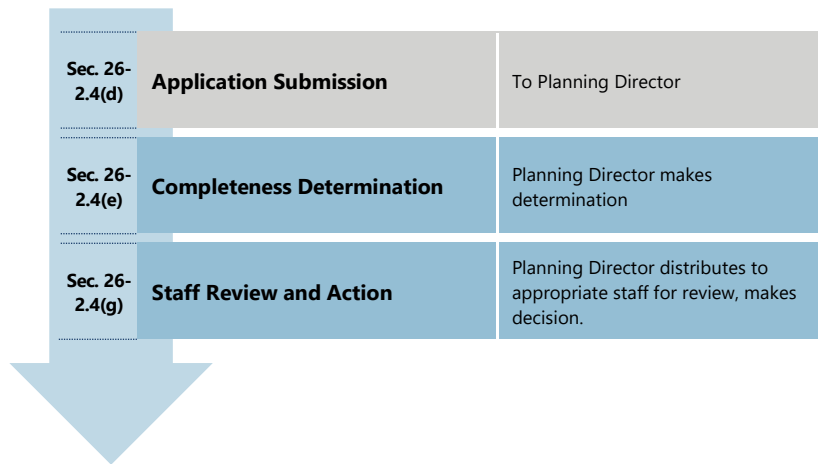 Sec. 26-
2.4(d)
Application Submission
To Planning Director
Sec. 26-
2.4(e)
Completeness Determination
Planning Director makes
determination
Sec. 26-
2.4(g)
Staff Review and Action
Planning Director distributes to
appropriate staff for review, makes
decision.